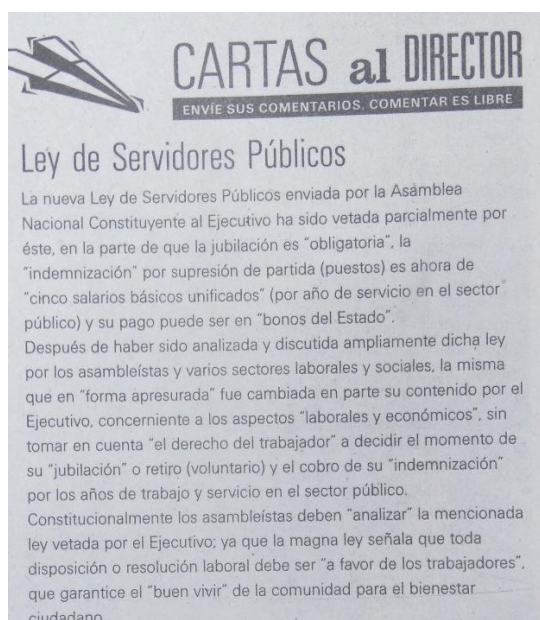 CARTAS al DIRECTOR
ENVÍE SUS COMENTARIOS, COMENTAR ES LIBRE
Ley de Servidores Públicos
La nueva Ley de Servidores Públicos enviada por la Asamblea
Nacional Constituyente al Ejecutivo ha sido vetada parcialmente por
éste, en la parte de que la jubilación es "obligatoria", la
"indemnización" por supresión de partida (puestos) es ahora de
"cinco salarios básicos unificados" (por año de servicio en el sector
público) y su pago puede ser en "bonos del Estado".
Después de haber sido analizada y discutida ampliamente dicha ley
por los asambleístas y varios sectores laborales y sociales, la misma
que en "forma apresurada" fue cambiada en parte su contenido por el
Ejecutivo, concerniente a los aspectos "laborales y económicos", sin
tomar en cuenta "el derecho del trabajador" a decidir el momento de
su "jubilación" o retiro (voluntario) y el cobro de su "indemnización"
por los años de trabajo y servicio en el sector público.
Constitucionalmente los asambleístas deben "analizar" la mencionada
ley vetada por el Ejecutivo; ya que la magna ley señala que toda
disposición o resolución laboral debe ser "a favor de los trabajadores",
que garantice el "buen vivir" de la comunidad para el bienestar
ciudadano